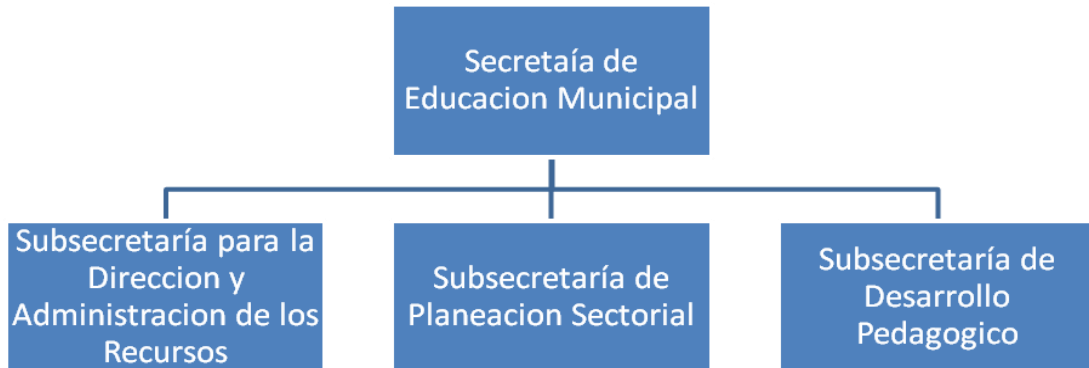 Secretaía de
Educacion Municipal
Subsecretaría para la
Direccion y
Administracion de los
Recursos
Subsecretaría de
Planeacion Sectorial
Subsecretaría de
Desarrollo
Pedagogico